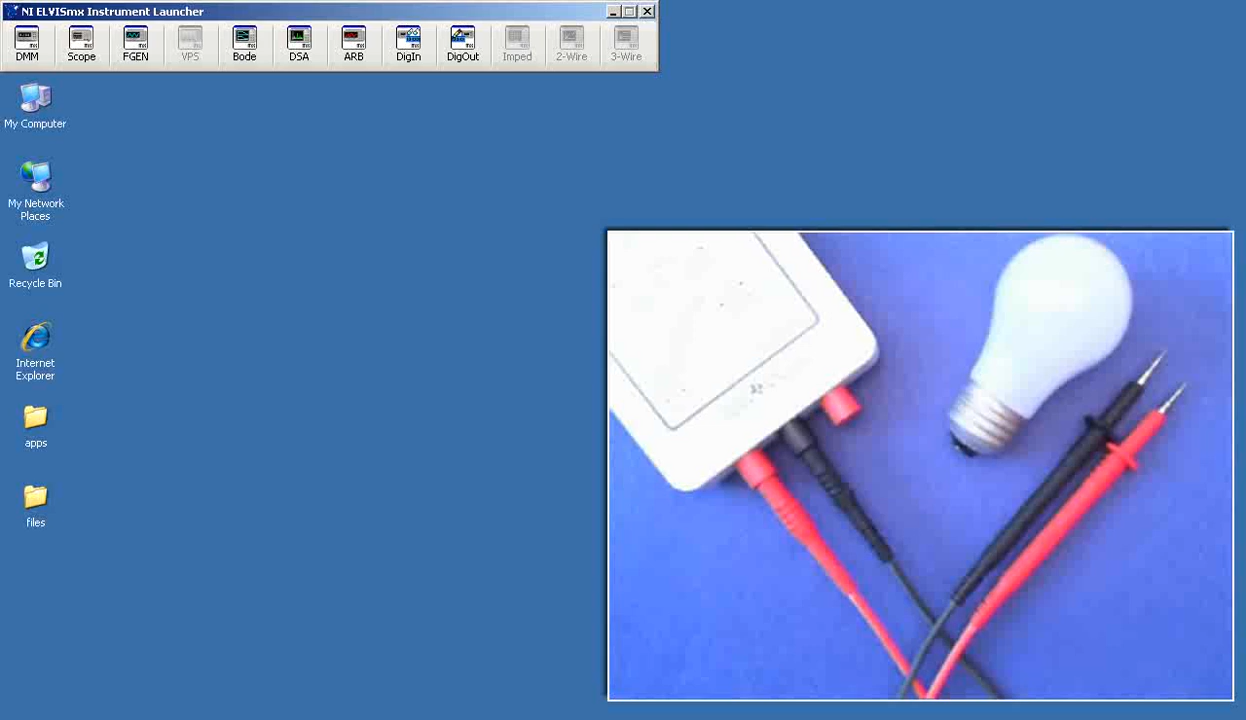 NI ELVISmx Instrument Launcher
DMM Scope FGEN VPS Bode DSA ARB DigIn DigOut Imped 2-Wire 3-Wire
My Computer
My Network
Places
Recycle Bin
Internet
Explorer
apps
files